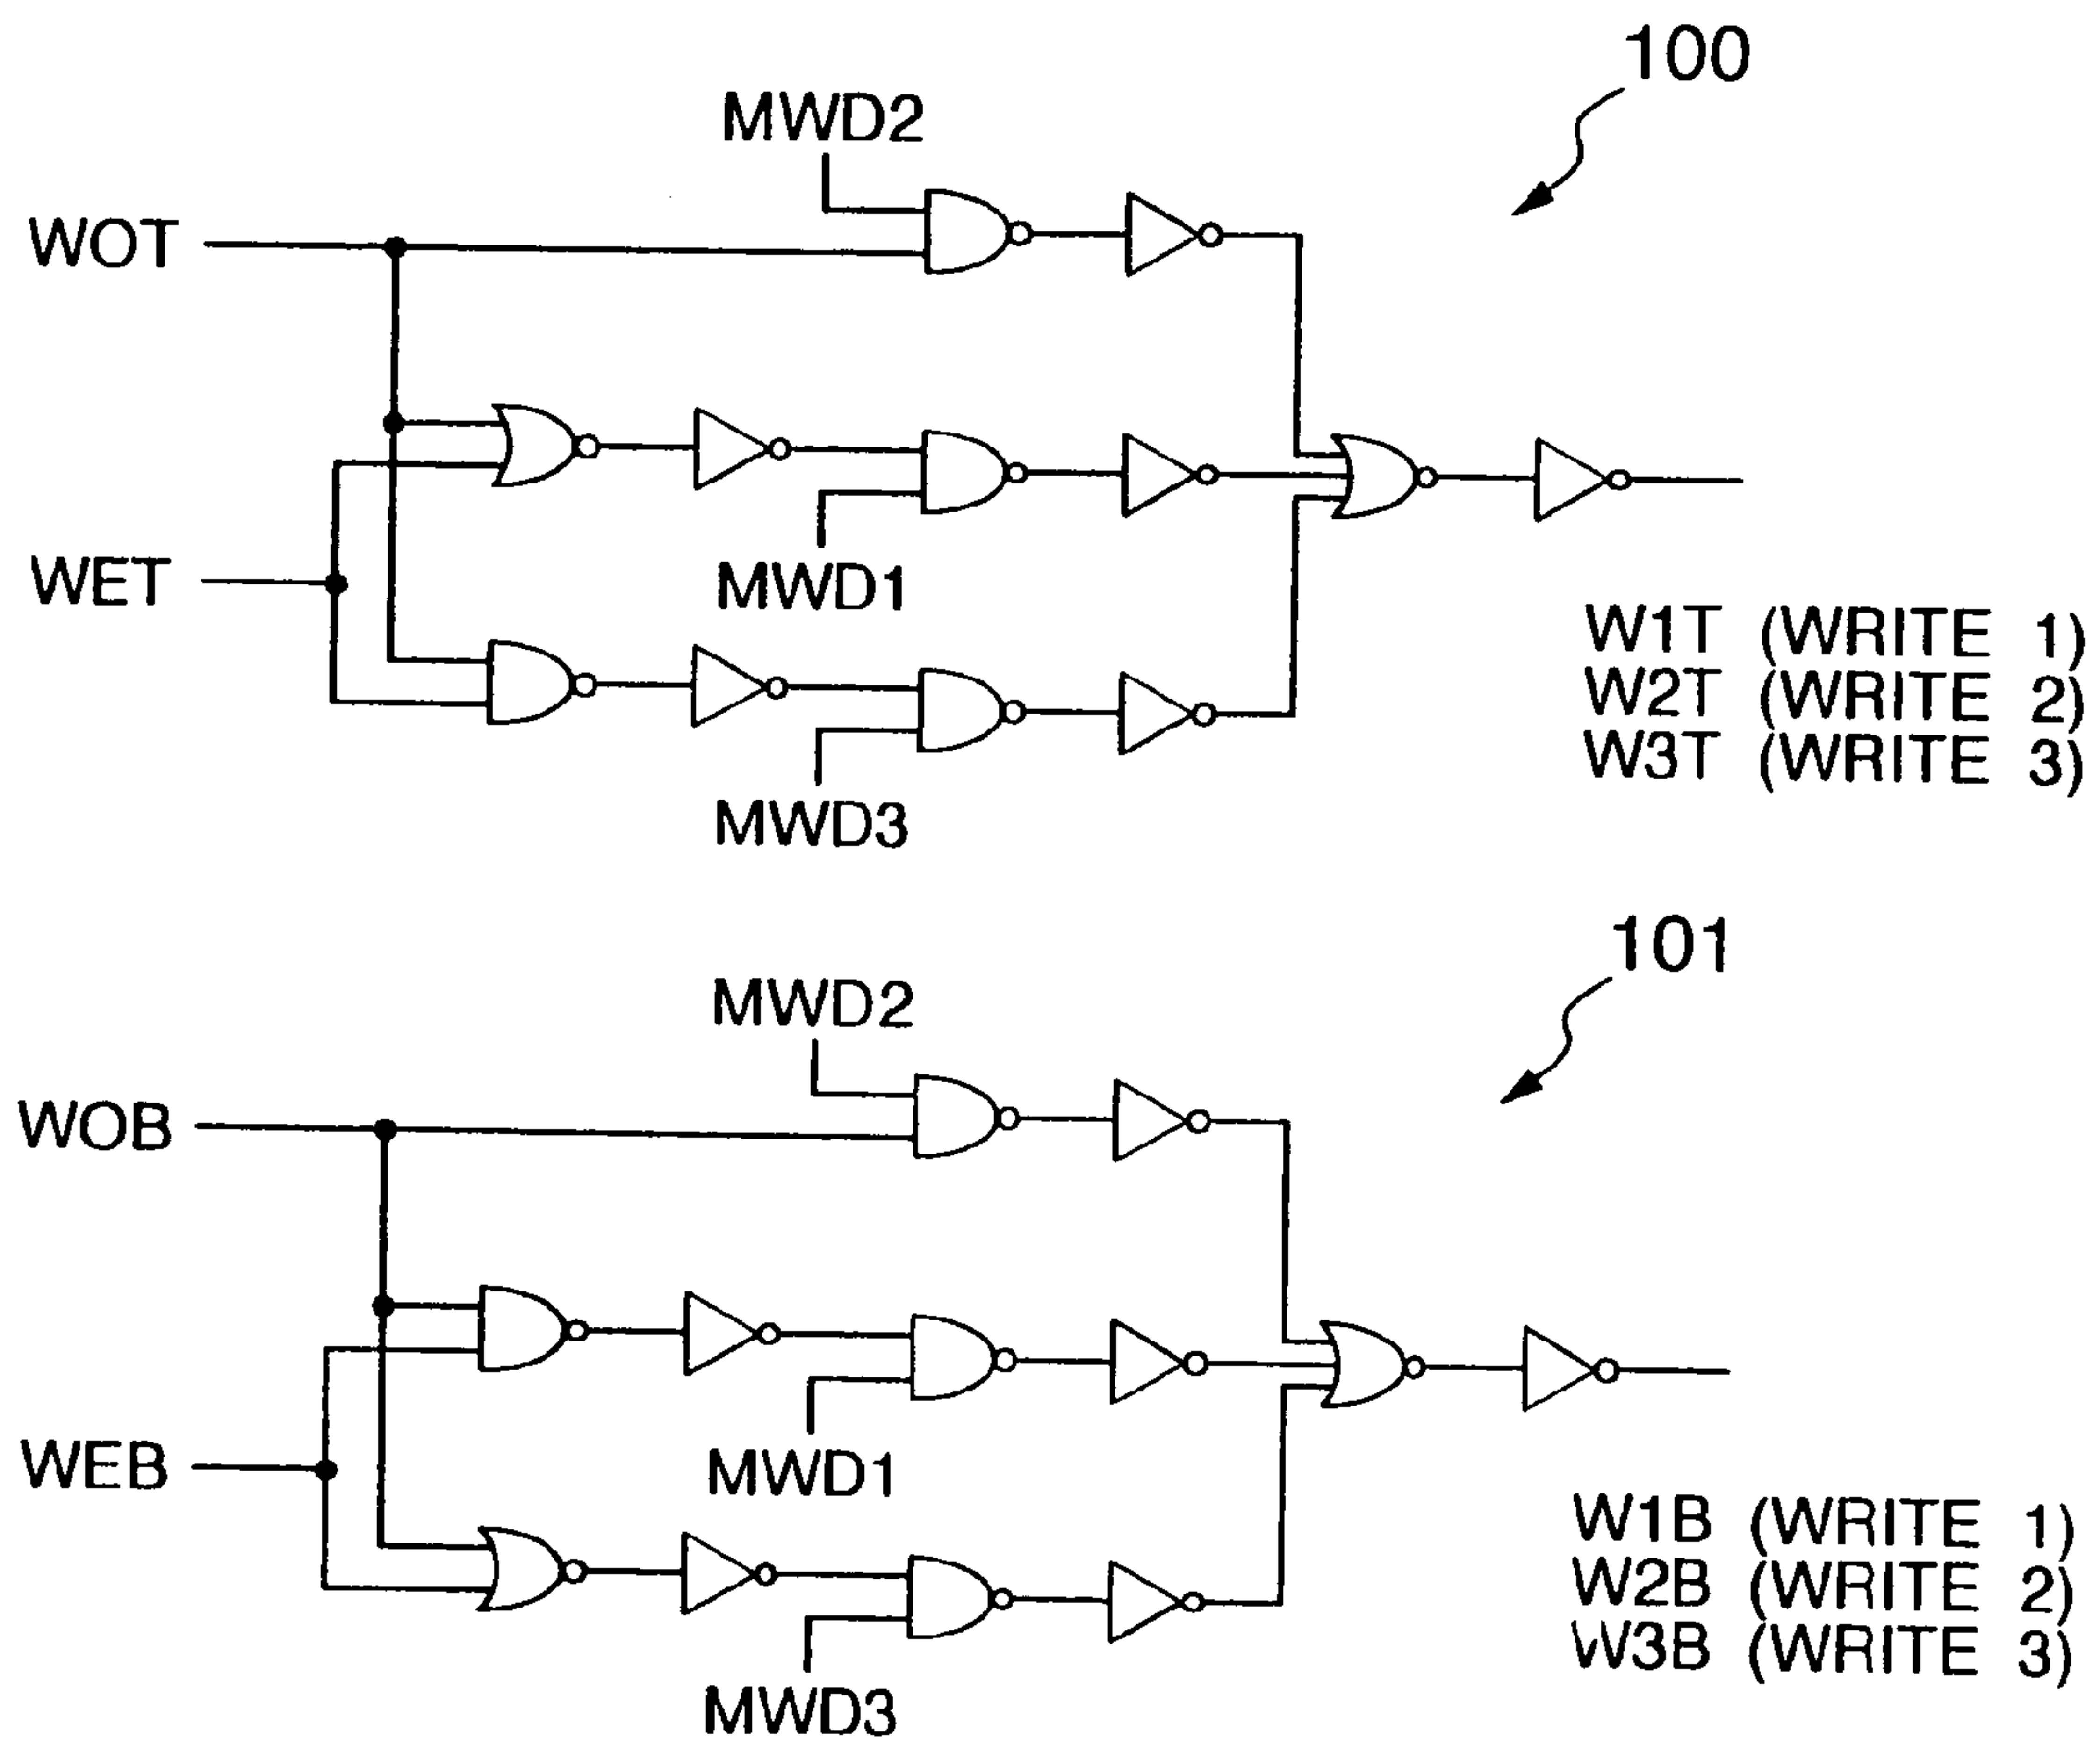 100
MWD2
WOT
WET
MWD1
W1T (WRITE 1)
W2T (WRITE 2)
W3T (WRITE 3)
MWD3
101
MWD2
WOB
WEB
MWD1
W1B (WRITE 1)
W2B (WRITE 2)
W3B (WRITE 3)
MWD3